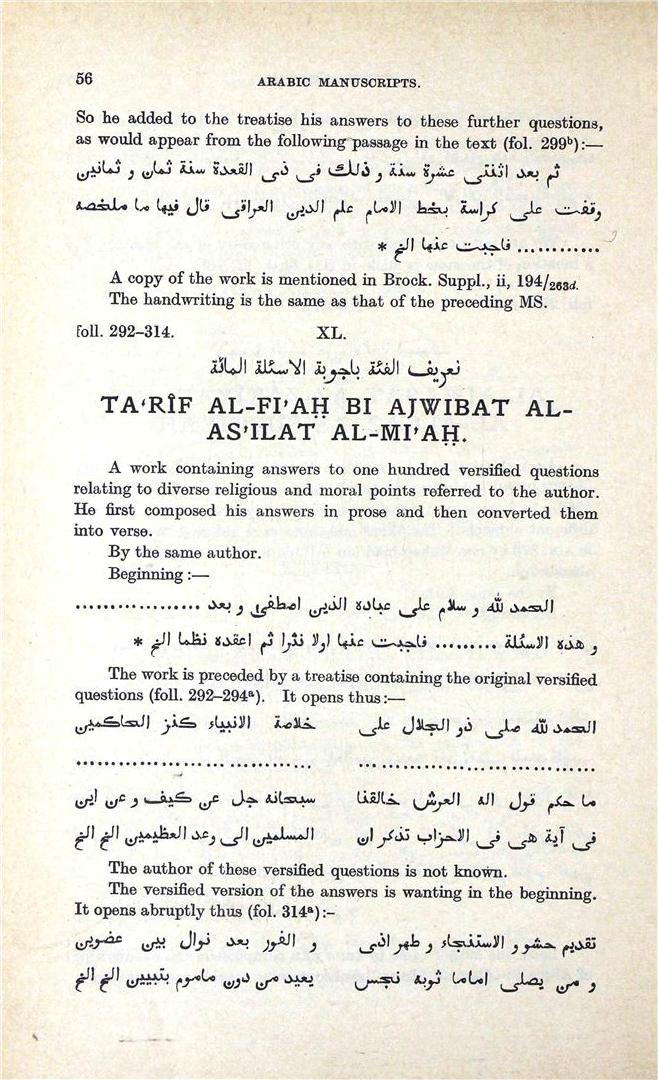 56
ARABIC MANUSCRIPTS.
So he added to the treatise his answers to these further questions,
as would appear from the following passage in the text (fol. 299ᵇ):—
ثم بعد اثنتى عشرة سنة و ذلك فى ذى القعدة سنة ثمان و ثمانين
وقفت على كراسة بخط الامام علم الدين العراقى قال فيها ما ملخصه
............ فاجبت عنها الخ *
A copy of the work is mentioned in Brock. Suppl., ii, 194/263d.
The handwriting is the same as that of the preceding MS.
foll. 292–314. XL.
تعريف الفئة باجوبة الاسئلة المائة
TA‘RÎF AL-FI’AḤ BI AJWIBAT AL-
AS’ILAT AL-MI’AḤ.
A work containing answers to one hundred versified questions
relating to diverse religious and moral points referred to the author.
He first composed his answers in prose and then converted them
into verse.
By the same author.
Beginning :—
الحمد لله و سلام على عباده الذين اصطفى و بعد ..................
و هذه الاسئلة ......... فاجبت عنها اولا نثرا ثم اعقده نظما الخ *
The work is preceded by a treatise containing the original versified
questions (foll. 292–294ᵃ). It opens thus :—
الحمد لله صلى ذو الجلال على خلاصة الانبياء كنز الحاكمين
........................ ........................
ما حكم قول اله العرش خالقنا سبحانه جل عن كيف و عن اين
فى آية هى فى الاحزاب تذكر ان المسلمين الى وعد العظيمين الخ الخ
The author of these versified questions is not known.
The versified version of the answers is wanting in the beginning.
It opens abruptly thus (fol. 314ᵃ) :–
تقديم حشو و الاستنجاء و طهر اذى و الفور بعد نوال بين عضوين
و من يصلى اماما ثوبه نجس يعيد من دون ماموم بتبيين الخ الخ